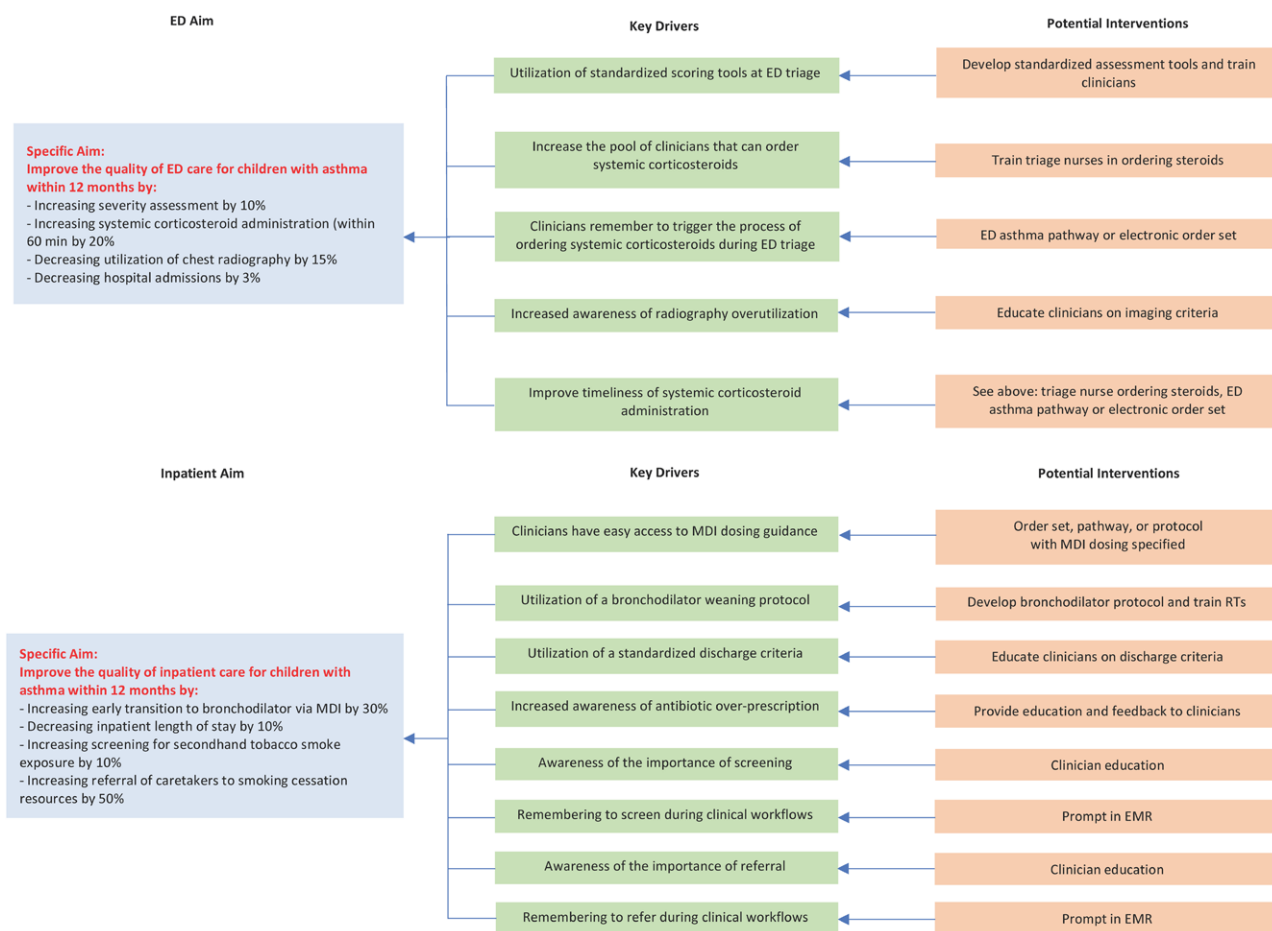 ED Aim
Key Drivers
Potential Interventions
Specific Aim:
Improve the quality of ED care for children with asthma
within 12 months by:
- Increasing severity assessment by 10%
- Increasing systemic corticosteroid administration (within
60 min by 20%
- Decreasing utilization of chest radiography by 15%
- Decreasing hospital admissions by 3%
Utilization of standardized scoring tools at ED triage
Develop standardized assessment tools and train
clinicians
Increase the pool of clinicians that can order
systemic corticosteroids
Train triage nurses in ordering steroids
Clinicians remember to trigger the process of
ordering systemic corticosteroids during ED triage
ED asthma pathway or electronic order set
Increased awareness of radiography overutilization
Educate clinicians on imaging criteria
Improve timeliness of systemic corticosteroid
administration
See above: triage nurse ordering steroids, ED
asthma pathway or electronic order set
Inpatient Aim
Key Drivers
Potential Interventions
Specific Aim:
Improve the quality of inpatient care for children with
asthma within 12 months by:
- Increasing early transition to bronchodilator via MDI by 30%
- Decreasing inpatient length of stay by 10%
- Increasing screening for secondhand tobacco smoke
exposure by 10%
- Increasing referral of caretakers to smoking cessation
resources by 50%
Clinicians have easy access to MDI dosing guidance
Order set, pathway, or protocol
with MDI dosing specified
Utilization of a bronchodilator weaning protocol
Develop bronchodilator protocol and train RTs
Utilization of a standardized discharge criteria
Educate clinicians on discharge criteria
Increased awareness of antibiotic over-prescription
Provide education and feedback to clinicians
Awareness of the importance of screening
Clinician education
Remembering to screen during clinical workflows
Prompt in EMR
Awareness of the importance of referral
Clinician education
Remembering to refer during clinical workflows
Prompt in EMR